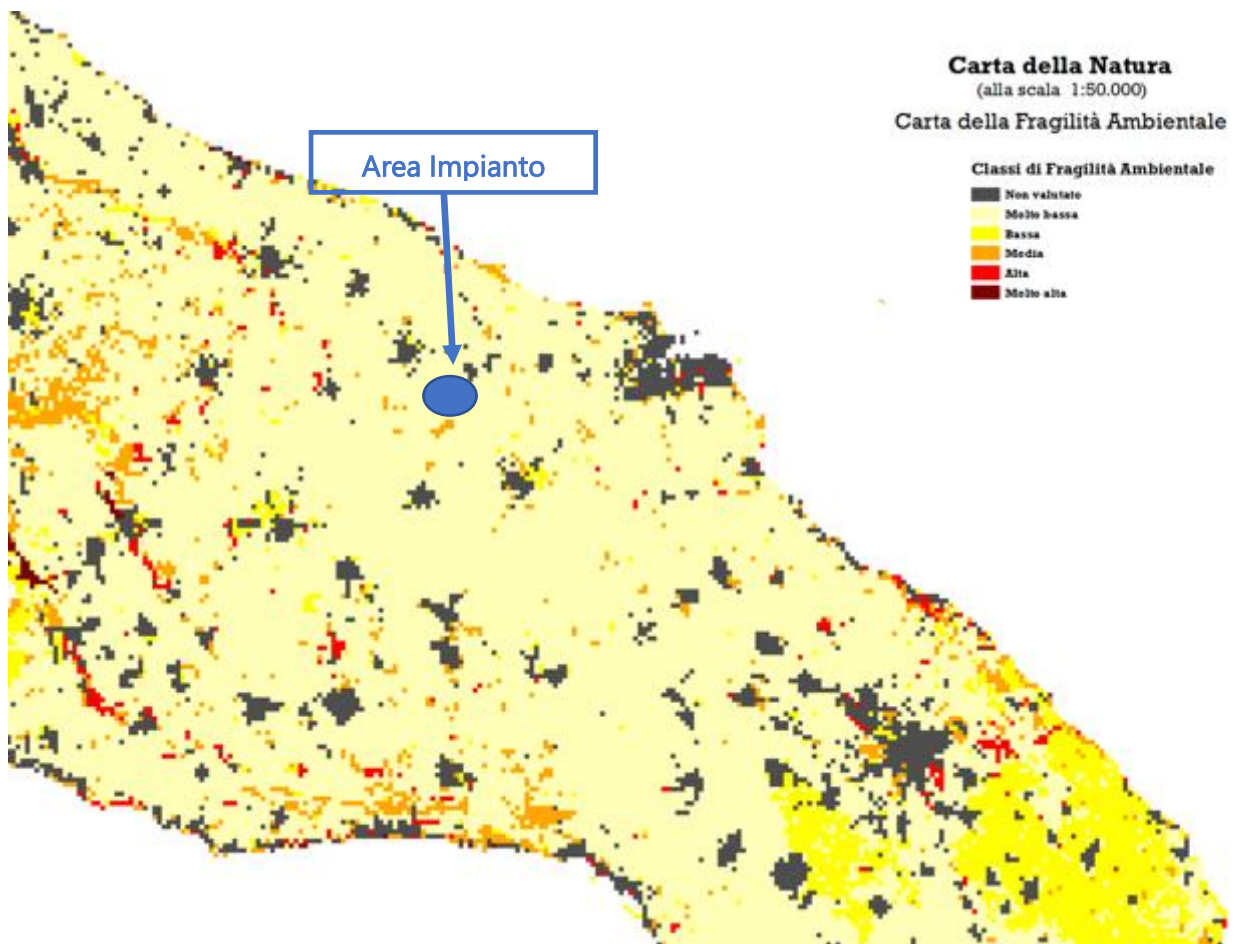 Carta della Natura
(alla scala 1:50.000)
Carta della Fragilità Ambientale
Area Impianto
Classi di Fragilità Ambientale
Non valutato
Molto bassa
Bassa
Media
Alta
Molto alta